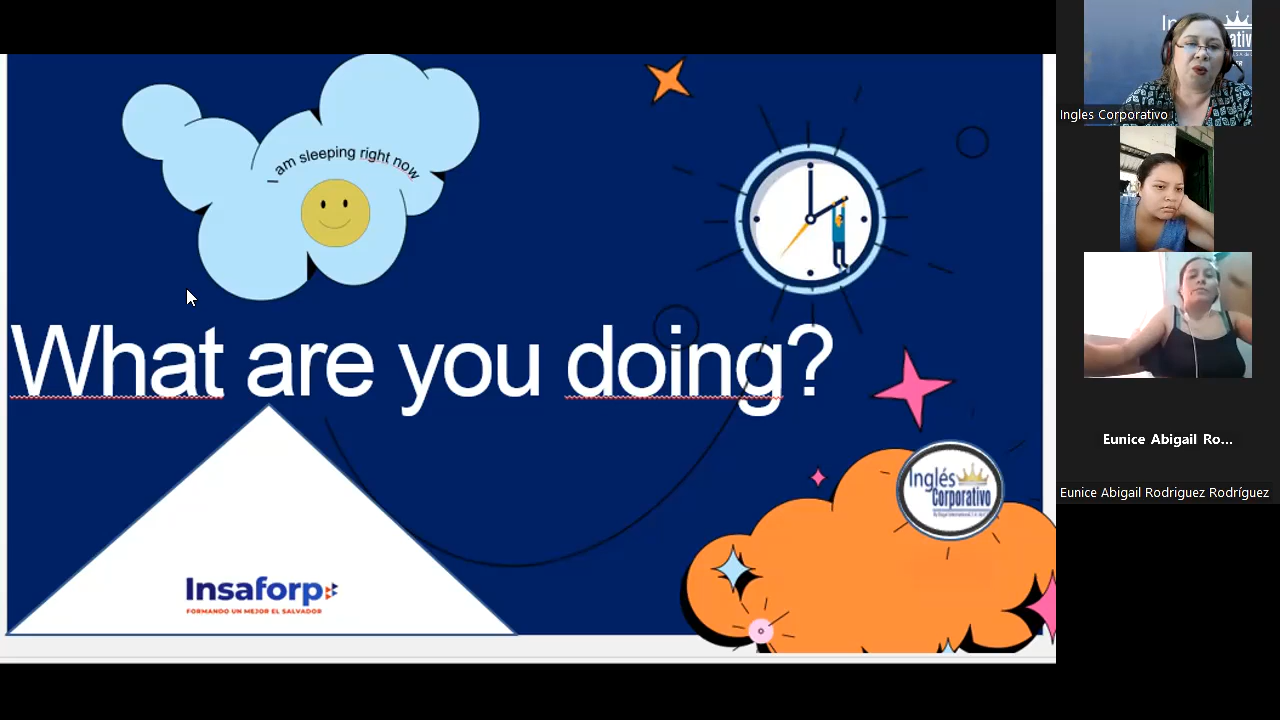 I am sleeping right now
What are you doing?
Inglés
Corporativo
Insaforp
FORMANDO UN MEJOR EL SALVADOR
Ingles Corporativo
Eunice Abigail Ro...
Eunice Abigail Rodriguez Rodríguez